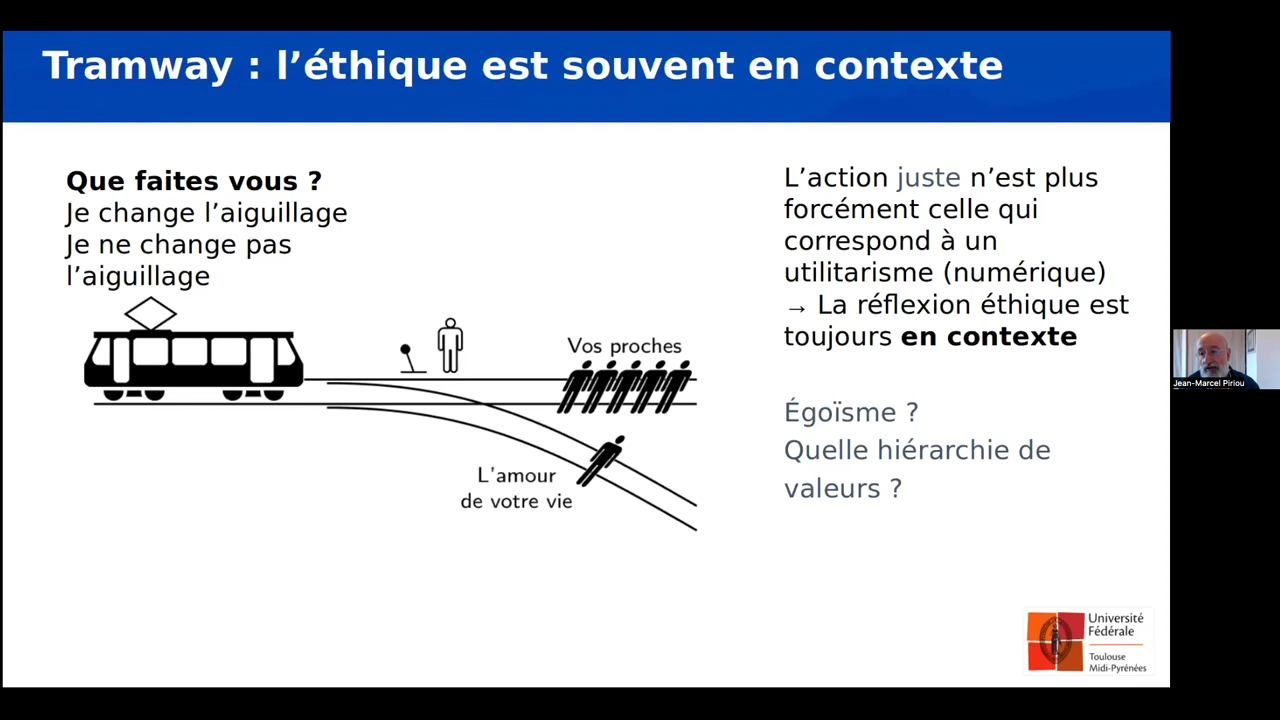 Tramway : l’éthique est souvent en contexte
Que faites vous ?
Je change l’aiguillage
Je ne change pas
l’aiguillage
Vos proches
L’amour
de votre vie
L’action juste n’est plus
forcément celle qui
correspond à un
utilitarisme (numérique)
→ La réflexion éthique est
toujours en contexte
Égoïsme ?
Quelle hiérarchie de
valeurs ?
Jean-Marcel Piriou
Université
Fédérale
Toulouse
Midi-Pyrénées